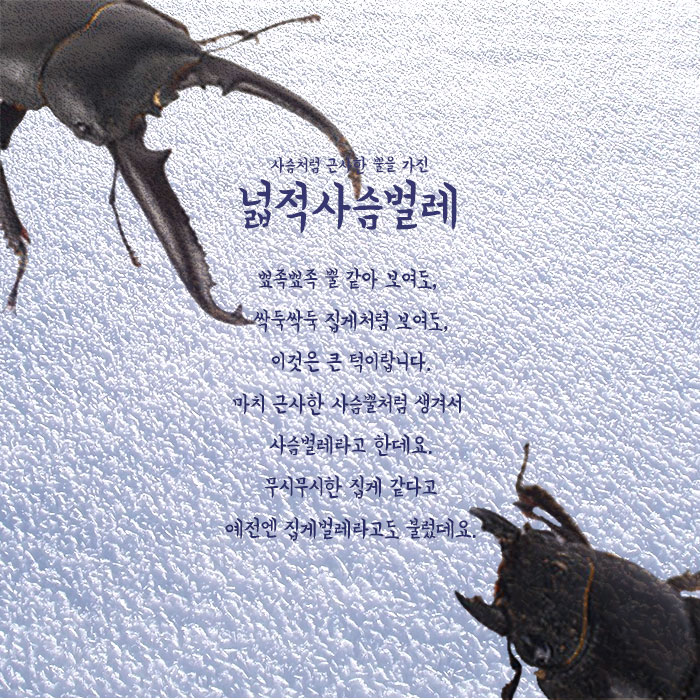 사슴처럼 근사한 뿔을 가진
넓적사슴벌레
뾰족뾰족 뿔 같아 보여도,
싹둑싹둑 집게처럼 보여도,
이것은 큰 턱이랍니다.
마치 근사한 사슴뿔처럼 생겨서
사슴벌레라고 한데요.
무시무시한 집게 같다고
예전엔 집게벌레라고도 불렀데요.